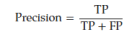 Precision = TP / (TP + FP)